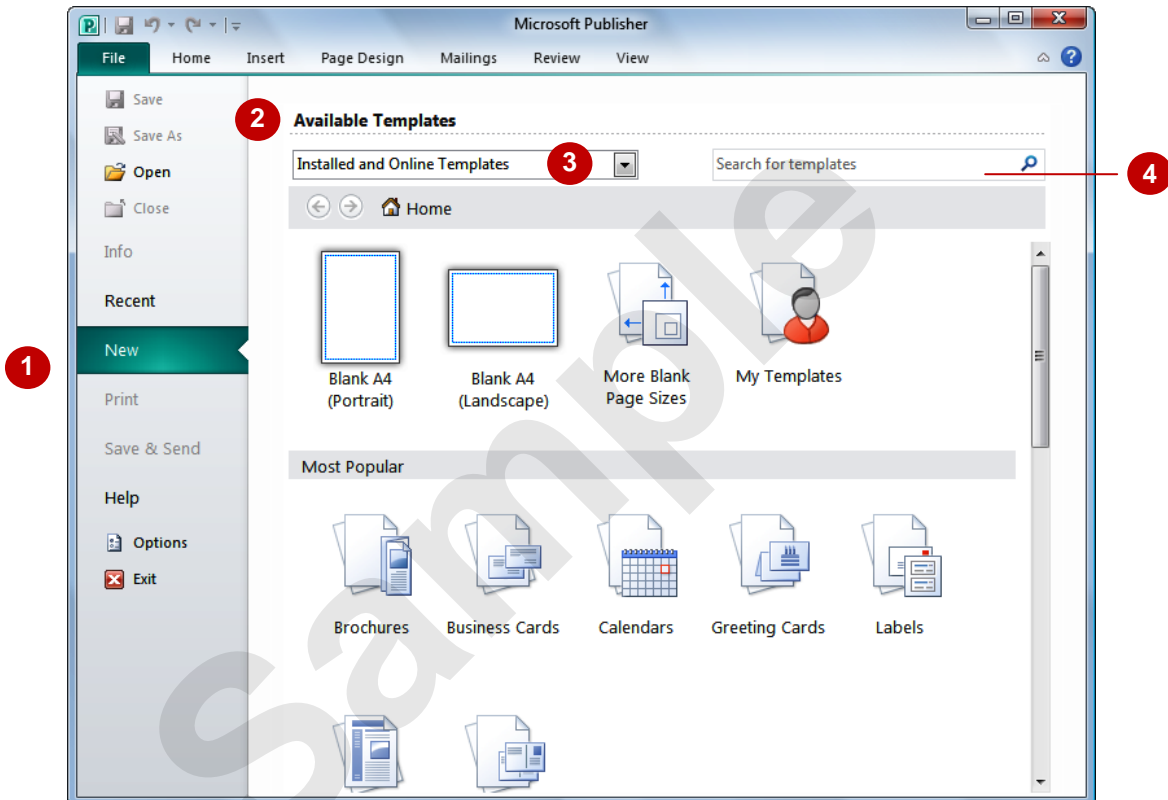 Microsoft Publisher
File Home Insert Page Design Mailings Review View
Save
2
Available Templates
Save As
Installed and Online Templates
3
Search for templates
4
Open
Close
Home
Info
Recent
1
New
Blank A4
(Portrait)
Blank A4
(Landscape)
More Blank
Page Sizes
My Templates
Print
Save & Send
Most Popular
Help
Options
Exit
Brochures Business Cards Calendars Greeting Cards Labels
Sample